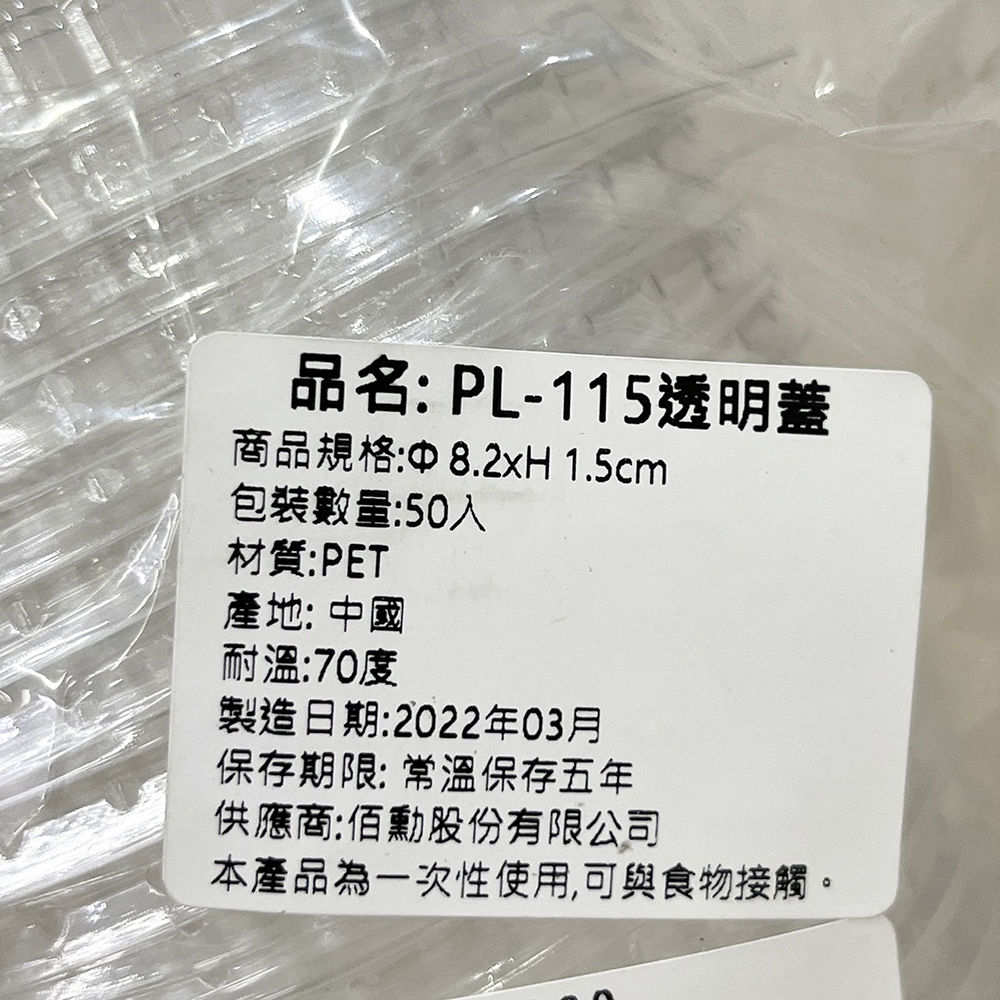 品名: PL-115透明蓋
商品規格:Φ 8.2xH 1.5cm
包裝數量:50入
材質:PET
產地: 中國
耐溫:70度
製造日期:2022年03月
保存期限: 常溫保存五年
供應商:佰勳股份有限公司
本產品為一次性使用,可與食物接觸。